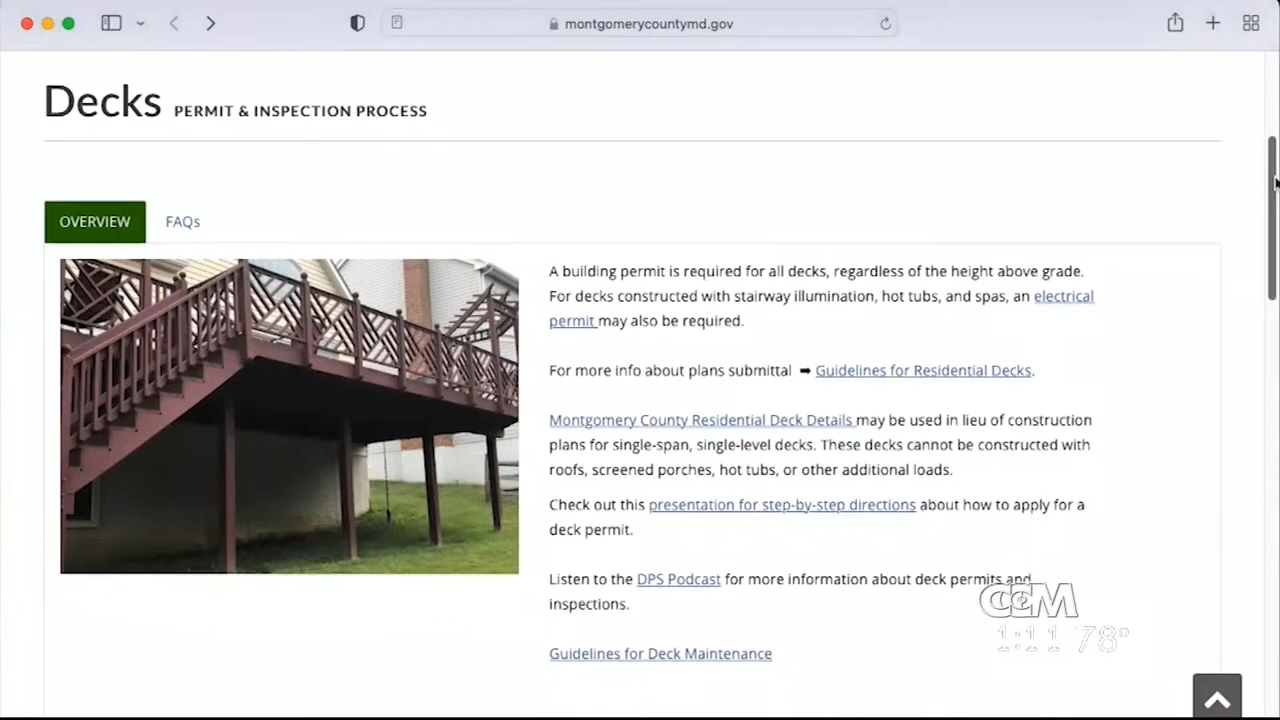 montgomerycountymd.gov
Decks PERMIT & INSPECTION PROCESS
OVERVIEW FAQs
A building permit is required for all decks, regardless of the height above grade.
For decks constructed with stairway illumination, hot tubs, and spas, an electrical
permit may also be required.
For more info about plans submittal ➡ Guidelines for Residential Decks.
Montgomery County Residential Deck Details may be used in lieu of construction
plans for single-span, single-level decks. These decks cannot be constructed with
roofs, screened porches, hot tubs, or other additional loads.
Check out this presentation for step-by-step directions about how to apply for a
deck permit.
Listen to the DPS Podcast for more information about deck permits and
inspections.
CCM
1:11 78°
Guidelines for Deck Maintenance